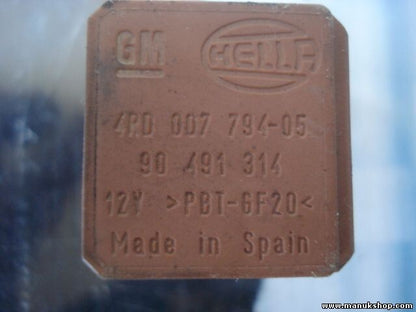 GM HELLA
4RD 007 794-05
90 491 314
12V >PBT-GF20<
Made in Spain
www.manukshop.com